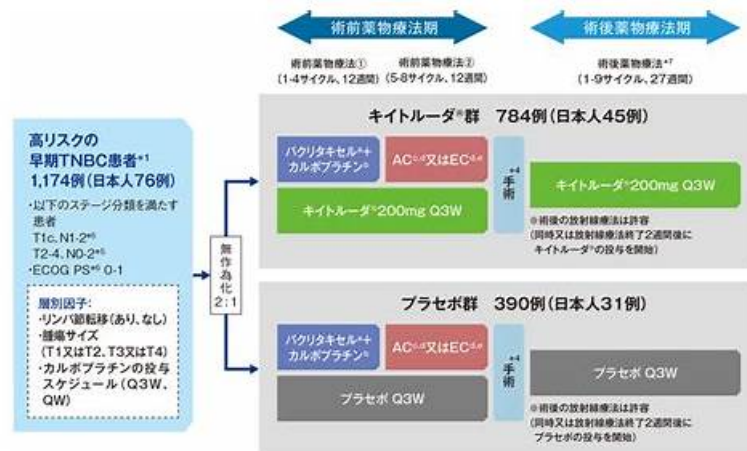 術前薬物療法期
術後薬物療法期
術前薬物療法①
(1-4サイクル、12週間)
術前薬物療法②
(5-8サイクル、12週間)
術後薬物療法*7
(1-9サイクル、27週間)
高リスクの
早期TNBC患者*1
1,174例(日本人76例)
・以下のステージ分類を満たす
患者
T1c、N1-2*5
T2-4、N0-2*5
・ECOG PS*6 0-1
層別因子:
・リンパ節転移(あり、なし)
・腫瘍サイズ
(T1又はT2、T3又はT4)
・カルボプラチンの投与
スケジュール(Q3W、
QW)
無作為化
2:1
キイトルーダ®群 784例(日本人45例)
パクリタキセルa+
カルボプラチンb
ACc,d又はECd,e
キイトルーダ®200mg Q3W
*4
手術
キイトルーダ®200mg Q3W
※術後の放射線療法は許容
(同時又は放射線療法終了2週間後に
キイトルーダ®の投与を開始)
プラセボ群 390例(日本人31例)
パクリタキセルa+
カルボプラチンb
ACc,d又はECd,e
プラセボ Q3W
*4
手術
プラセボ Q3W
※術後の放射線療法は許容
(同時又は放射線療法終了2週間後に
プラセボの投与を開始)